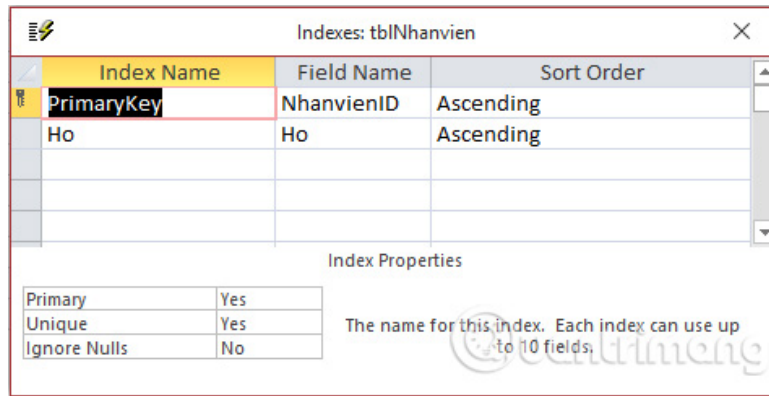 Indexes: tblNhanvien
Index Name Field Name Sort Order
PrimaryKey NhanvienID Ascending
Ho Ho Ascending
Index Properties
Primary Yes
Unique Yes
Ignore Nulls No
The name for this index. Each index can use up
to 10 fields.
quantrimang